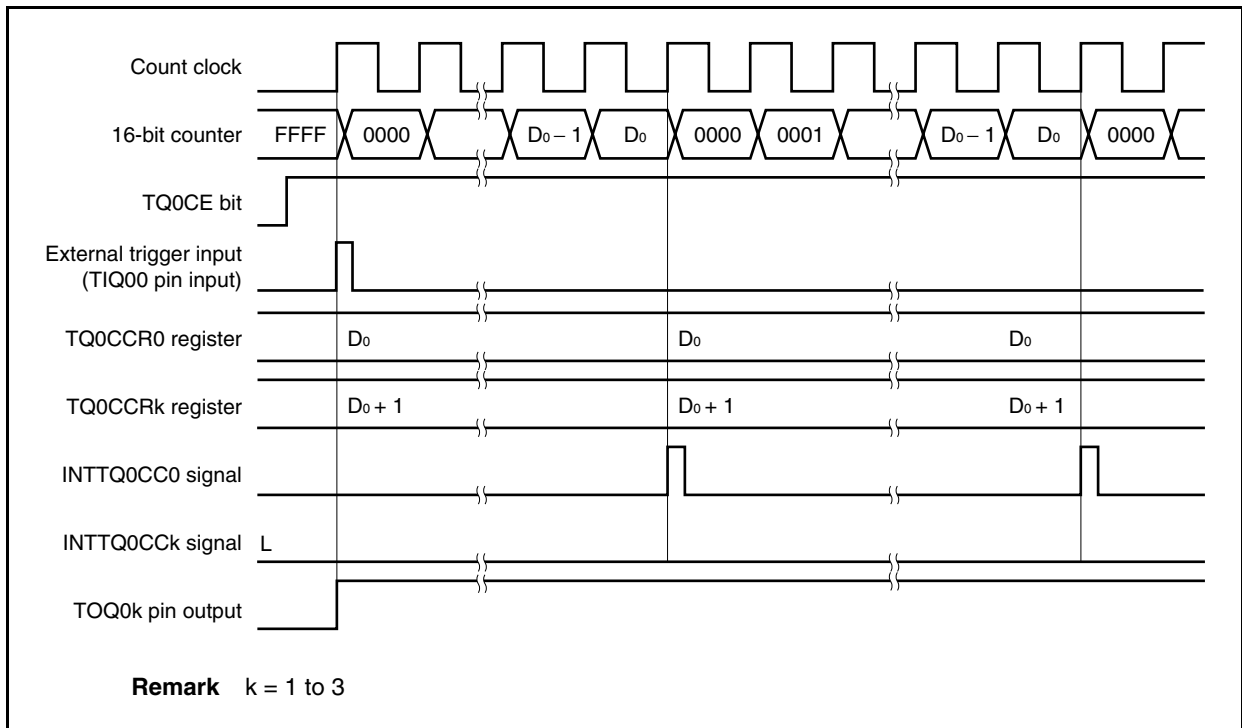 Count clock
16-bit counter FFFF 0000 D0 – 1 D0 0000 0001 D0 – 1 D0 0000
TQ0CE bit
External trigger input
(TIQ00 pin input)
TQ0CCR0 register D0 D0 D0
TQ0CCRk register D0 + 1 D0 + 1 D0 + 1
INTTQ0CC0 signal
INTTQ0CCk signal L
TOQ0k pin output
Remark k = 1 to 3